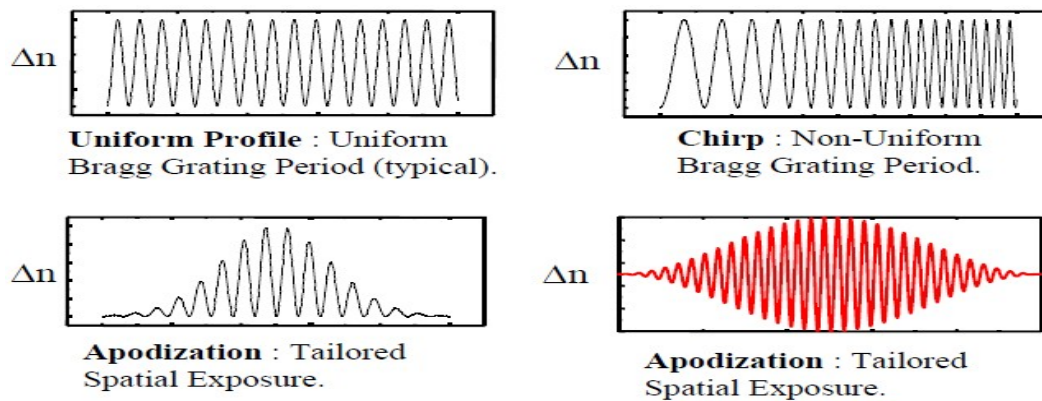 Δn
Uniform Profile : Uniform
Bragg Grating Period (typical).
Δn
Chirp : Non-Uniform
Bragg Grating Period.
Δn
Apodization : Tailored
Spatial Exposure.
Δn
Apodization : Tailored
Spatial Exposure.